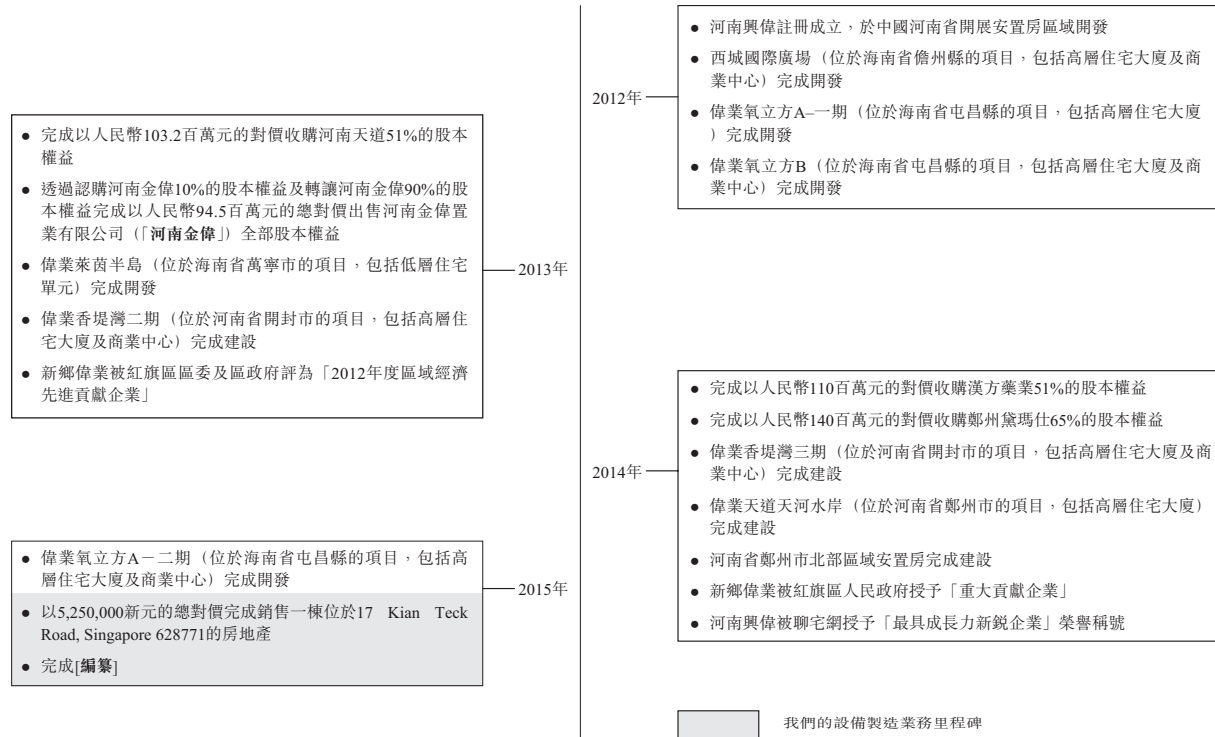 ● 河南興偉註冊成立，於中國河南省開展安置房區域開發
● 西城國際廣場（位於海南省儋州縣的項目，包括高層住宅大廈及商
業中心）完成開發
2012年
● 偉業氧立方A–一期（位於海南省屯昌縣的項目，包括高層住宅大廈
）完成開發
● 偉業氧立方B（位於海南省屯昌縣的項目，包括高層住宅大廈及商
業中心）完成開發
● 完成以人民幣103.2百萬元的對價收購河南天道51%的股本
權益
● 透過認購河南金偉10%的股本權益及轉讓河南金偉90%的股
本權益完成以人民幣94.5百萬元的總對價出售河南金偉置
業有限公司（「河南金偉」）全部股本權益
● 偉業萊茵半島（位於海南省萬寧市的項目，包括低層住宅
單元）完成開發
2013年
● 偉業香堤灣二期（位於河南省開封市的項目，包括高層住
宅大廈及商業中心）完成建設
● 新鄉偉業被紅旗區區委及區政府評為「2012年度區域經濟
先進貢獻企業」
● 完成以人民幣110百萬元的對價收購漢方藥業51%的股本權益
● 完成以人民幣140百萬元的對價收購鄭州黛瑪仕65%的股本權益
● 偉業香堤灣三期（位於河南省開封市的項目，包括高層住宅大廈及商
業中心）完成建設
2014年
● 偉業天道天河水岸（位於河南省鄭州市的項目，包括高層住宅大廈）
完成建設
● 河南省鄭州市北部區域安置房完成建設
● 新鄉偉業被紅旗區人民政府授予「重大貢獻企業」
● 河南興偉被聊宅網授予「最具成長力新銳企業」榮譽稱號
● 偉業氧立方A－二期（位於海南省屯昌縣的項目，包括高
層住宅大廈及商業中心）完成開發
2015年
● 以5,250,000新元的總對價完成銷售一棟位於17 Kian Teck
Road, Singapore 628771的房地產
● 完成[編纂]
我們的設備製造業務里程碑